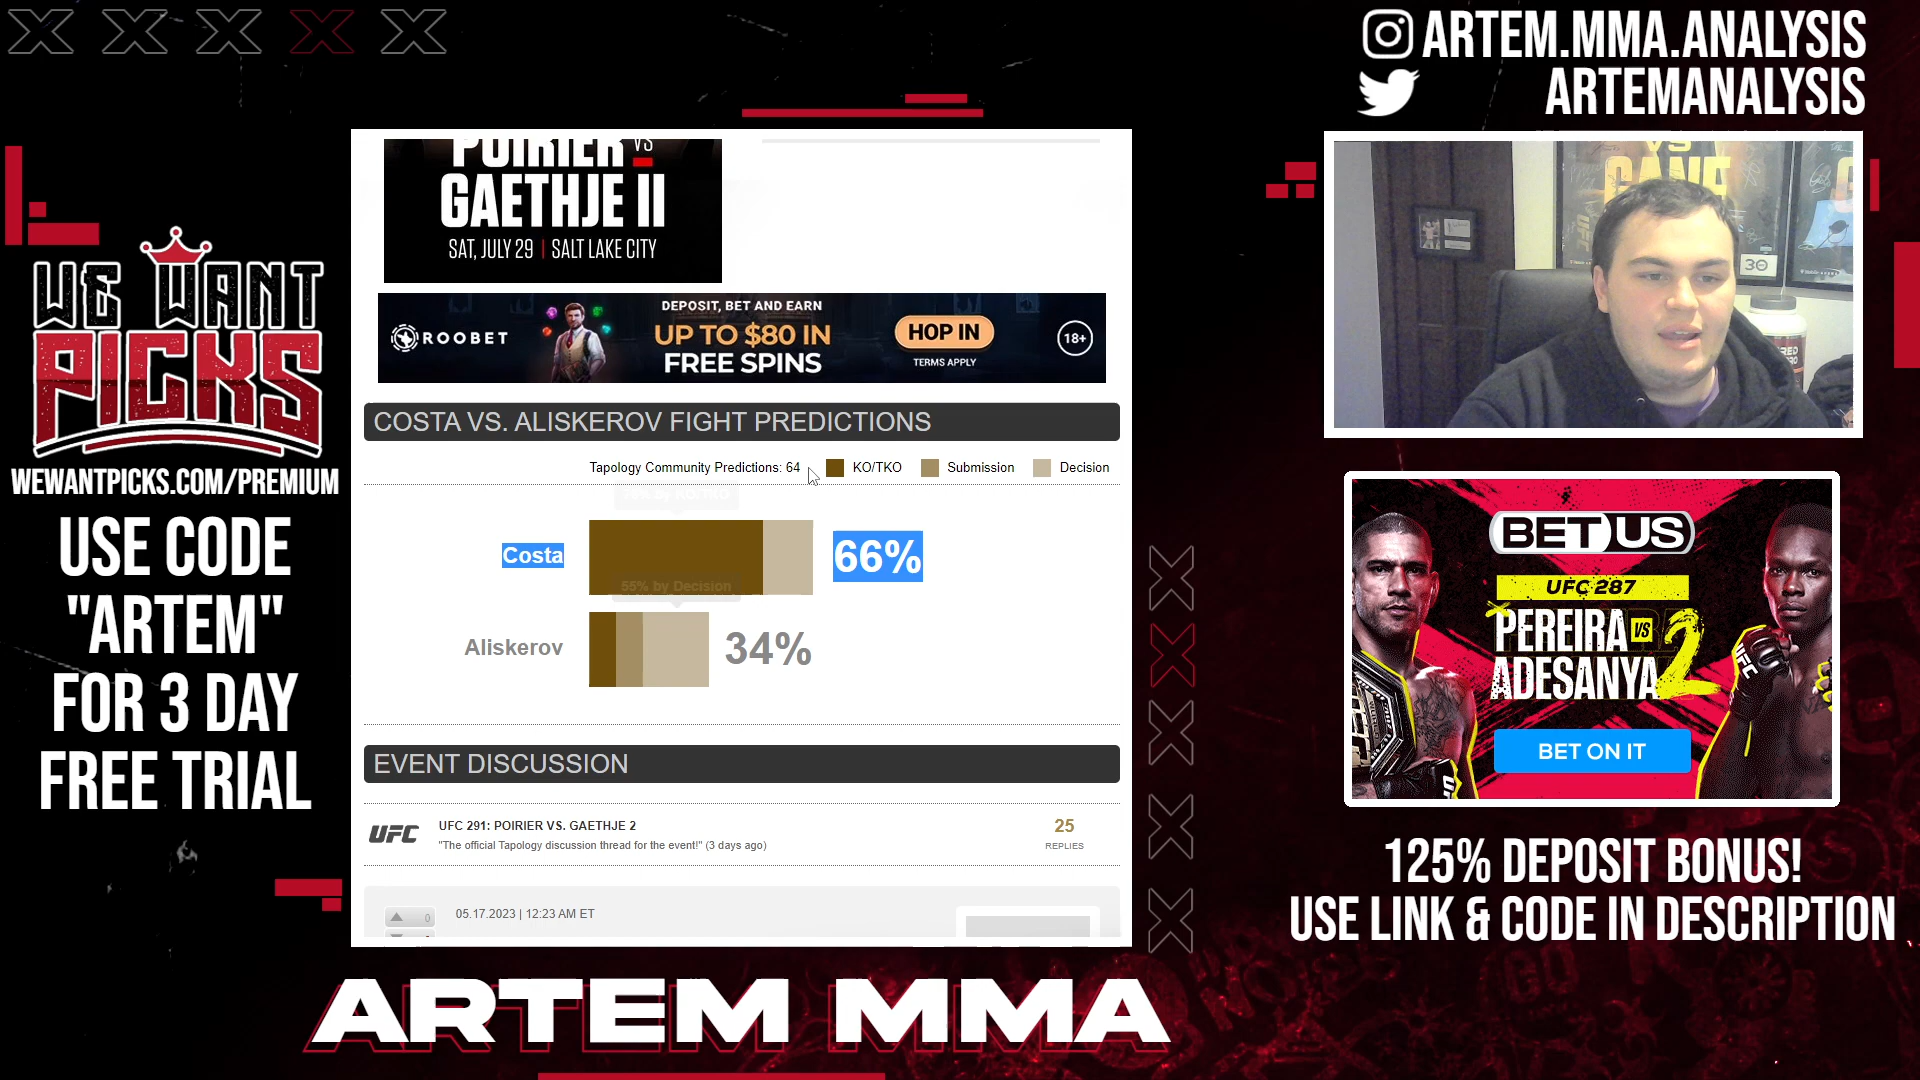 ARTEM.MMA.ANALYSIS
ARTEMANALYSIS
WE WANT
PICKS
WEWANTPICKS.COM/PREMIUM
USE CODE
"ARTEM"
FOR 3 DAY
FREE TRIAL
POIRIER VS
GAETHJE II
SAT, JULY 29 | SALT LAKE CITY
ROOBET
DEPOSIT, BET AND EARN
UP TO $80 IN
FREE SPINS
HOP IN
TERMS APPLY
18+
COSTA VS. ALISKEROV FIGHT PREDICTIONS
Tapology Community Predictions: 64
KO/TKO
Submission
Decision
Costa
66%
55% by Decision
Aliskerov
34%
EVENT DISCUSSION
UFC
UFC 291: POIRIER VS. GAETHJE 2
"The official Tapology discussion thread for the event!" (3 days ago)
25
REPLIES
0
05.17.2023 | 12:23 AM ET
BETUS
UFC 287
PEREIRA VS
ADESANYA 2
BET ON IT
125% DEPOSIT BONUS!
USE LINK & CODE IN DESCRIPTION
ARTEM MMA